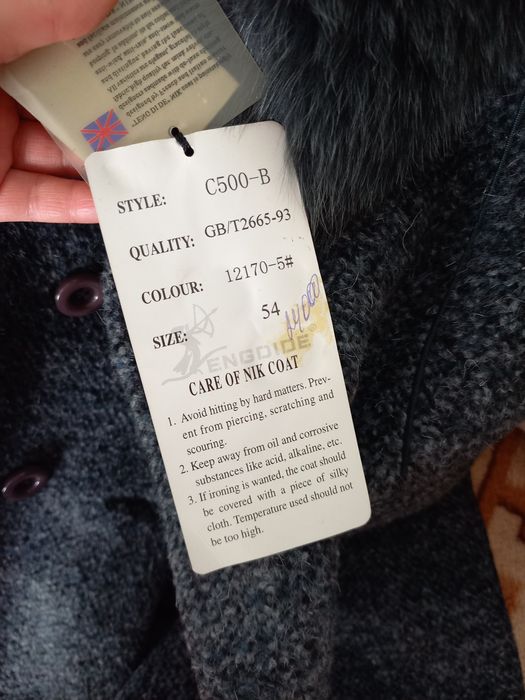 STYLE: C500-B
QUALITY: GB/T2665-93
COLOUR: 12170-5#
SIZE: 54
14000
FENGDIDE
CARE OF NIK COAT
1. Avoid hitting by hard matters. Prev-
ent from piercing, scratching and
scouring.
2. Keep away from oil and corrosive
substances like acid, alkaline, etc.
3. If ironing is wanted, the coat should
be covered with a piece of silky
cloth. Temperature used should not
be too high.